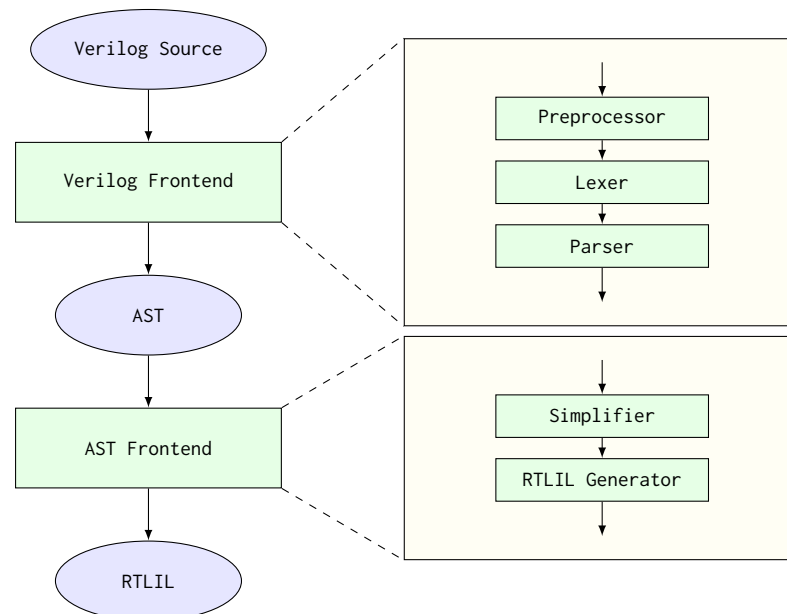 Verilog Source
Verilog Frontend
AST
AST Frontend
RTLIL
Preprocessor
Lexer
Parser
Simplifier
RTLIL Generator